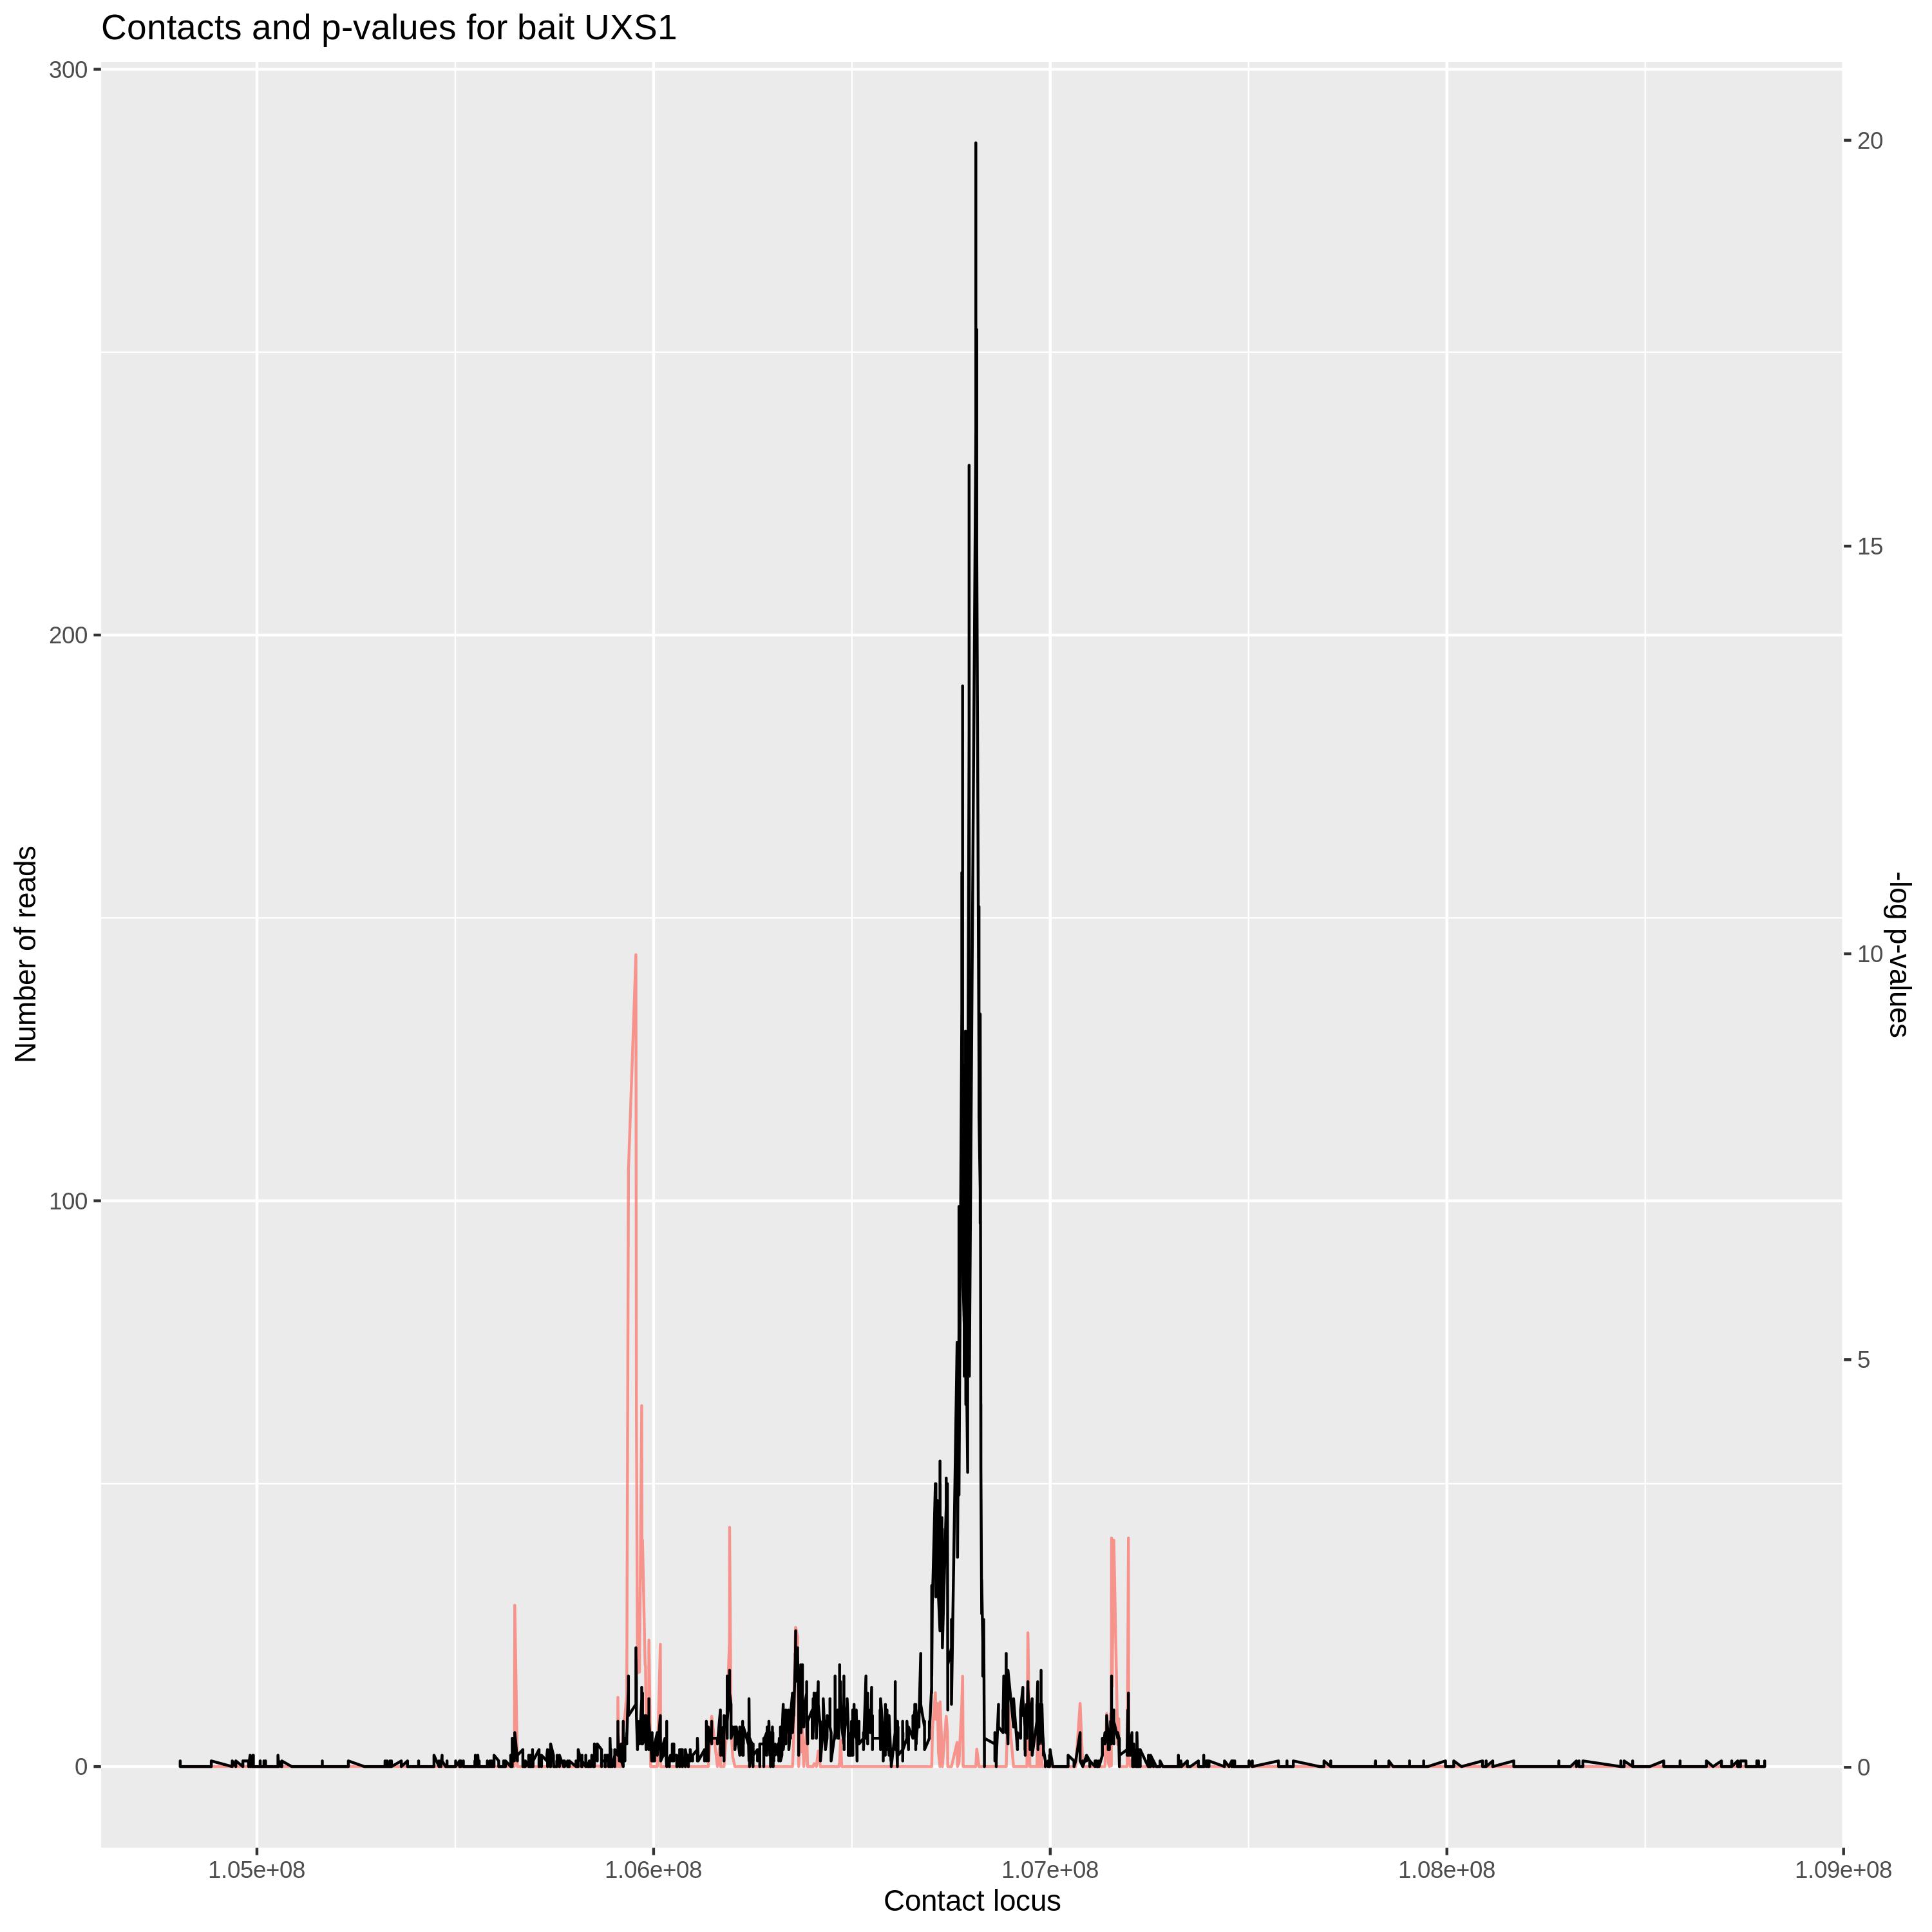 Contacts and p-values for bait UXS1
300
200
100
0
Number of reads
20
15
10
5
0
-log p-values
1.05e+08
1.06e+08
1.07e+08
1.08e+08
1.09e+08
Contact locus